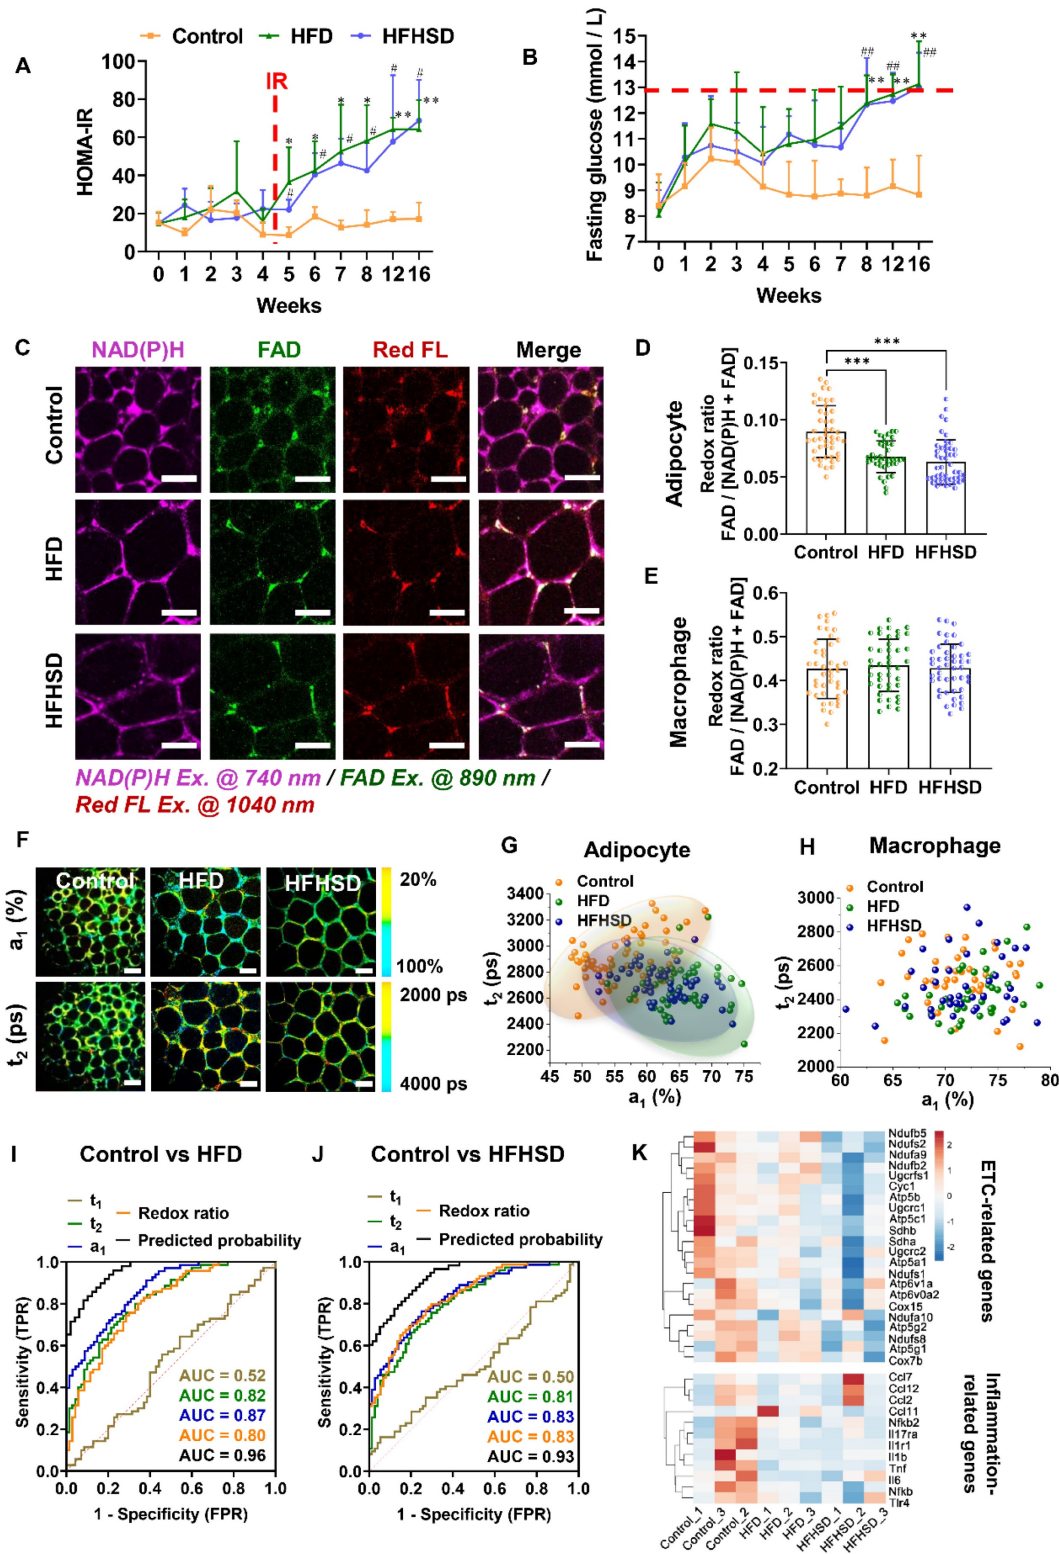 Control HFD HFHSD
A
HOMA-IR
100
80
60
40
20
0
IR
# #
* * **
* # #
#
#
0 1 2 3 4 5 6 7 8 12 16
Weeks
B
Fasting glucose (mmol / L)
15
14
13
12
11
10
9
8
7
**
## ## ##
** **
0 1 2 3 4 5 6 7 8 12 16
Weeks
C
NAD(P)H FAD Red FL Merge
Control
HFD
HFHSD
NAD(P)H Ex. @ 740 nm / FAD Ex. @ 890 nm /
Red FL Ex. @ 1040 nm
D
Adipocyte
Redox ratio
FAD / [NAD(P)H + FAD]
0.15
0.10
0.05
0.00
***
***
Control HFD HFHSD
E
Macrophage
Redox ratio
FAD / [NAD(P)H + FAD]
0.6
0.5
0.4
0.3
0.2
Control HFD HFHSD
F
Control HFD HFHSD
a1 (%)
20%
100%
t2 (ps)
2000 ps
4000 ps
G Adipocyte
Control
HFD
HFHSD
t2 (ps)
3400
3200
3000
2800
2600
2400
2200
45 50 55 60 65 70 75
a1 (%)
H Macrophage
Control
HFD
HFHSD
t2 (ps)
3000
2800
2600
2400
2200
2000
60 65 70 75 80
a1 (%)
I Control vs HFD
t1
t2 Redox ratio
a1 Predicted probability
Sensitivity (TPR)
1.0
0.8
0.6
0.4
0.2
0.0
AUC = 0.52
AUC = 0.82
AUC = 0.87
AUC = 0.80
AUC = 0.96
0.0 0.2 0.4 0.6 0.8 1.0
1 - Specificity (FPR)
J Control vs HFHSD
t1
t2 Redox ratio
a1 Predicted probability
Sensitivity (TPR)
1.0
0.8
0.6
0.4
0.2
0.0
AUC = 0.50
AUC = 0.81
AUC = 0.83
AUC = 0.83
AUC = 0.93
0.0 0.2 0.4 0.6 0.8 1.0
1 - Specificity (FPR)
K
Ndufb5
Ndufs2
Ndufa9
Ndufb2
Ugcrfs1
Cyc1
Atp5b
Ugcrc1
Atp5c1
Sdhb
Sdha
Ugcrc2
Atp5a1
Ndufs1
Atp6v1a
Atp6v0a2
Cox15
Ndufa10
Atp5g2
Ndufs8
Atp5g1
Cox7b
2
1
0
-1
-2
ETC-related genes
Ccl7
Ccl12
Ccl2
Ccl11
Nfkb2
Il17ra
Il1r1
Il1b
Tnf
Il6
Nfkb
Tlr4
Inflammation-
related genes
Control_1
Control_3
Control_2
HFD_1
HFD_2
HFD_3
HFHSD_1
HFHSD_2
HFHSD_3